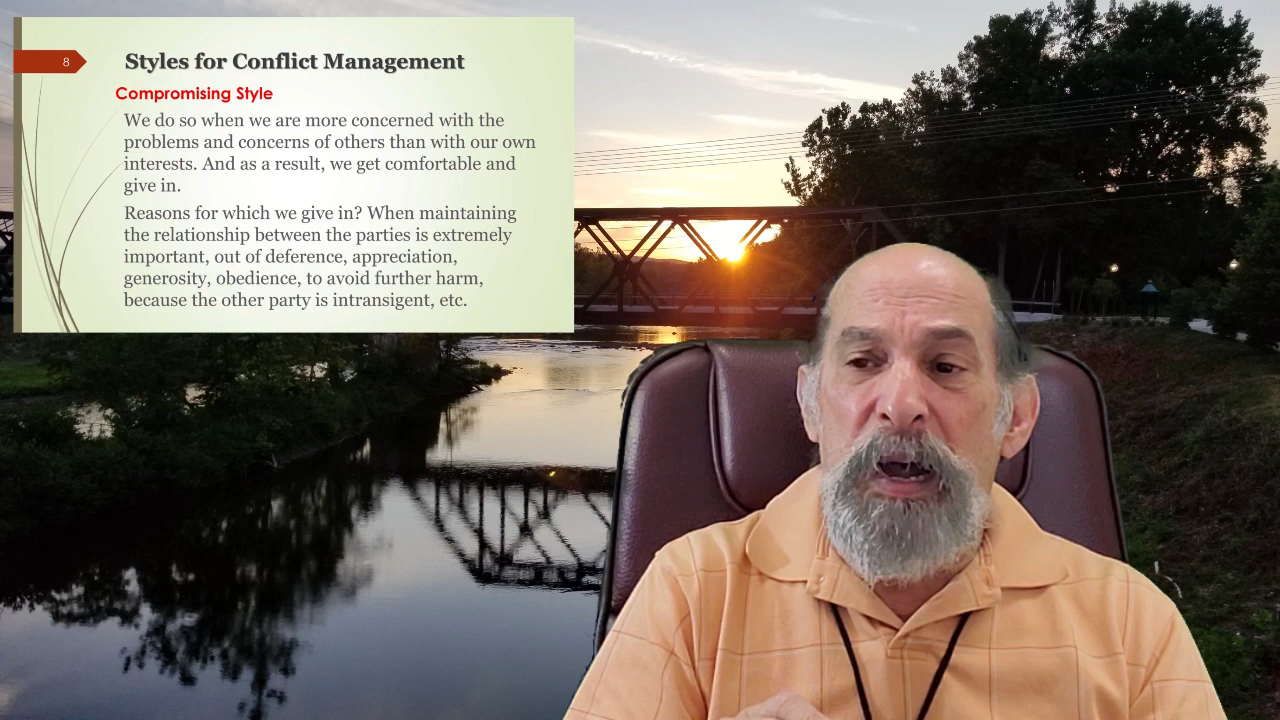 8
Styles for Conflict Management
Compromising Style
We do so when we are more concerned with the
problems and concerns of others than with our own
interests. And as a result, we get comfortable and
give in.
Reasons for which we give in? When maintaining
the relationship between the parties is extremely
important, out of deference, appreciation,
generosity, obedience, to avoid further harm,
because the other party is intransigent, etc.